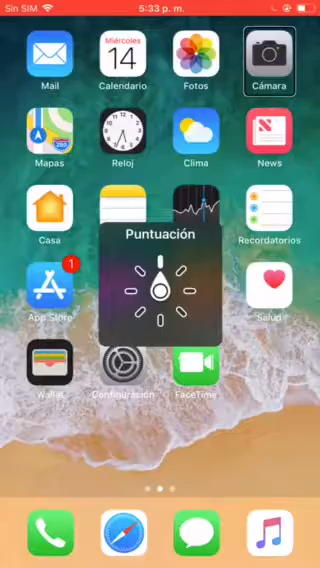 Sin SIM 5:33 p. m.
Miércoles
14
Mail Calendario Fotos Cámara
280
Mapas Reloj Clima News
Casa Recordatorios
Puntuación
1
App Store Salud
Wallet Configuración FaceTime